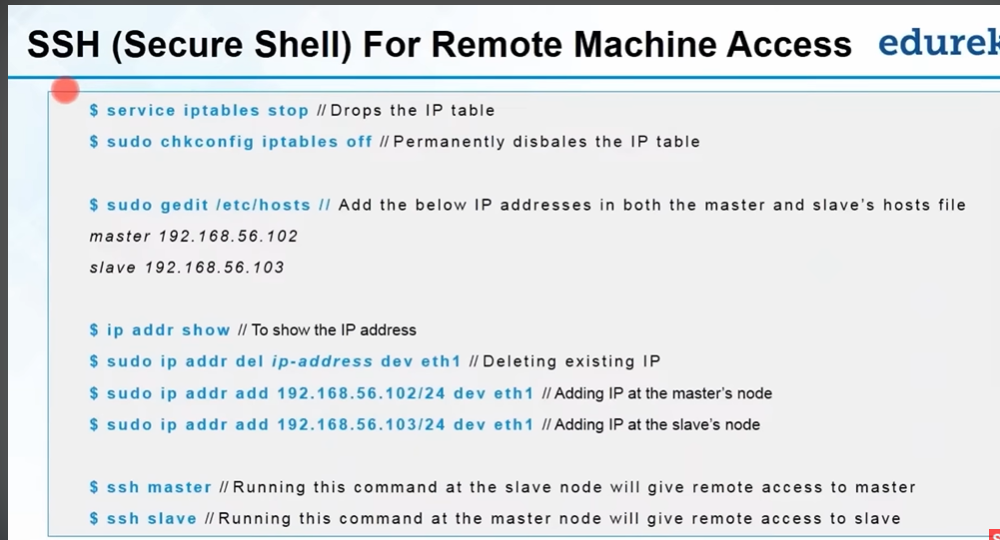 SSH (Secure Shell) For Remote Machine Access
$ service iptables stop // Drops the IP table
$ sudo chkconfig iptables off // Permanently disbales the IP table
$ sudo gedit /etc/hosts // Add the below IP addresses in both the master and slave's hosts file
master 192.168.56.102
slave 192.168.56.103
$ ip addr show // To show the IP address
$ sudo ip addr del ip-address dev eth1 // Deleting existing IP
$ sudo ip addr add 192.168.56.102/24 dev eth1 // Adding IP at the master's node
$ sudo ip addr add 192.168.56.103/24 dev eth1 // Adding IP at the slave's node
$ ssh master // Running this command at the slave node will give remote access to master
$ ssh slave // Running this command at the master node will give remote access to slave